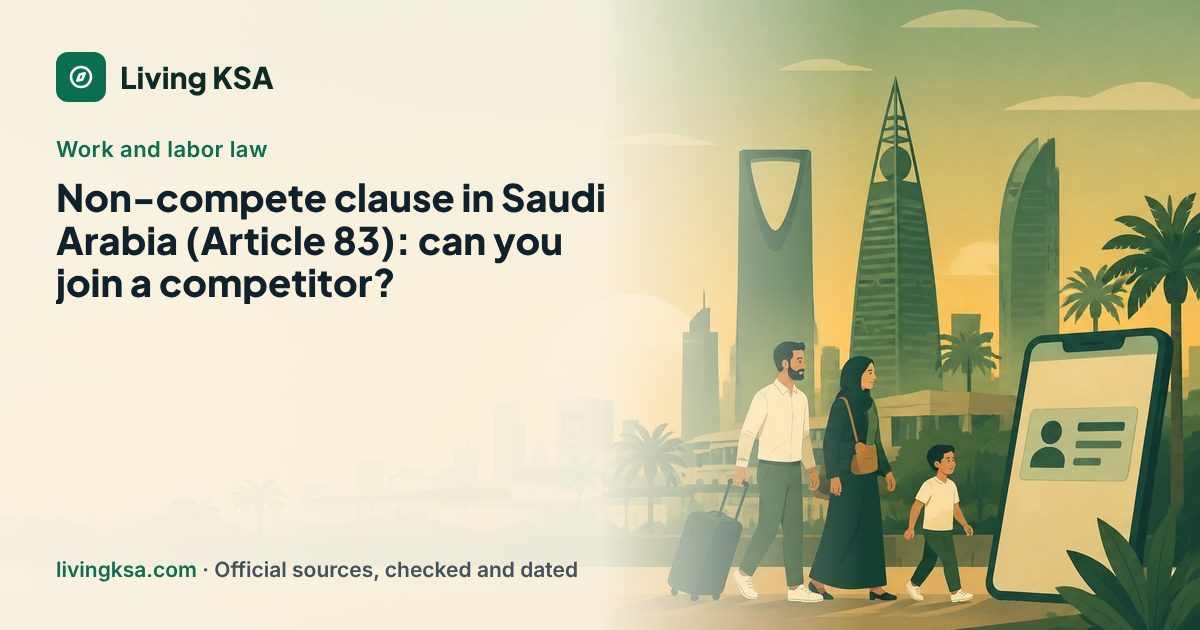 Living KSA
Work and labor law
Non-compete clause in Saudi
Arabia (Article 83): can you
join a competitor?
livingksa.com · Official sources, checked and dated